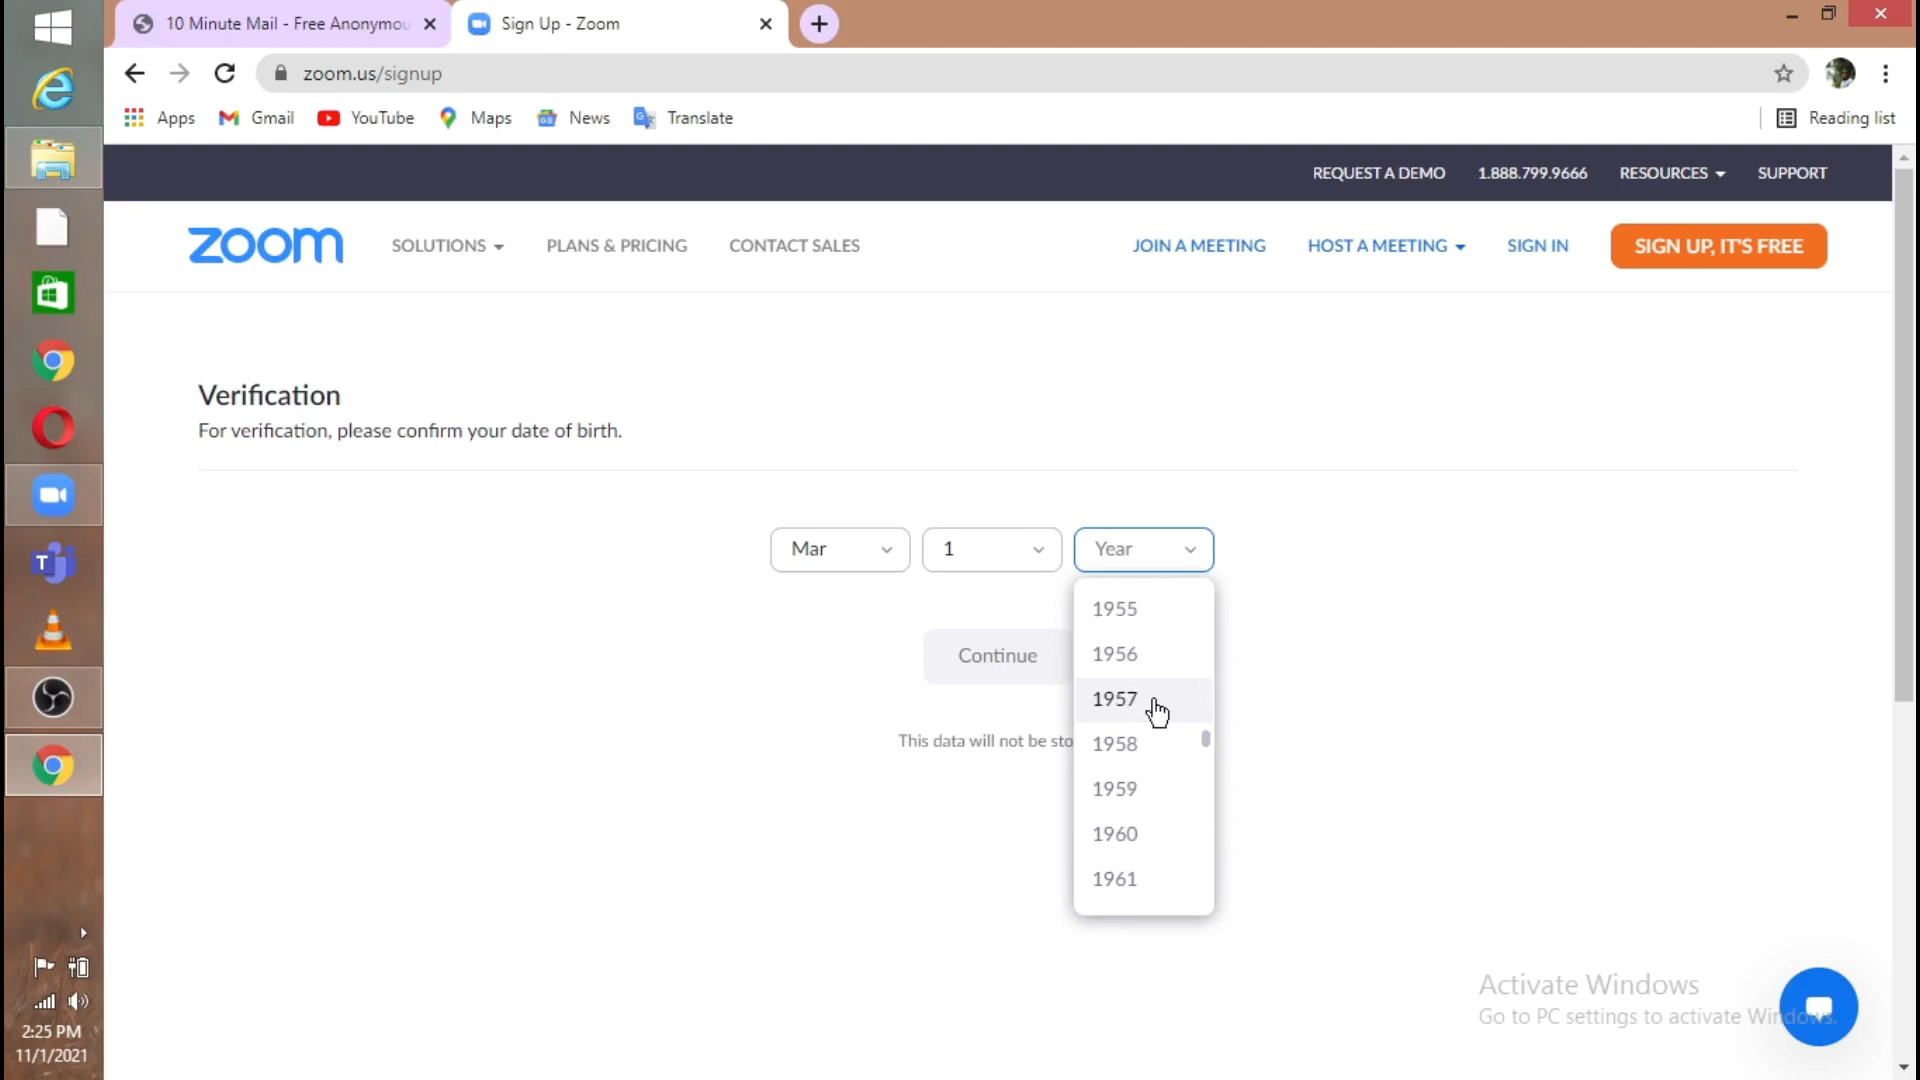 10 Minute Mail - Free Anonymou
Sign Up - Zoom
zoom.us/signup
Apps
Gmail
YouTube
Maps
News
Translate
Reading list
REQUEST A DEMO
1.888.799.9666
RESOURCES
SUPPORT
zoom
SOLUTIONS
PLANS & PRICING
CONTACT SALES
JOIN A MEETING
HOST A MEETING
SIGN IN
SIGN UP, IT'S FREE
Verification
For verification, please confirm your date of birth.
Mar
1
Year
1955
1956
1957
1958
1959
1960
1961
Continue
This data will not be sto
Activate Windows
Go to PC settings to activate Windows.
T
2:25 PM
11/1/2021